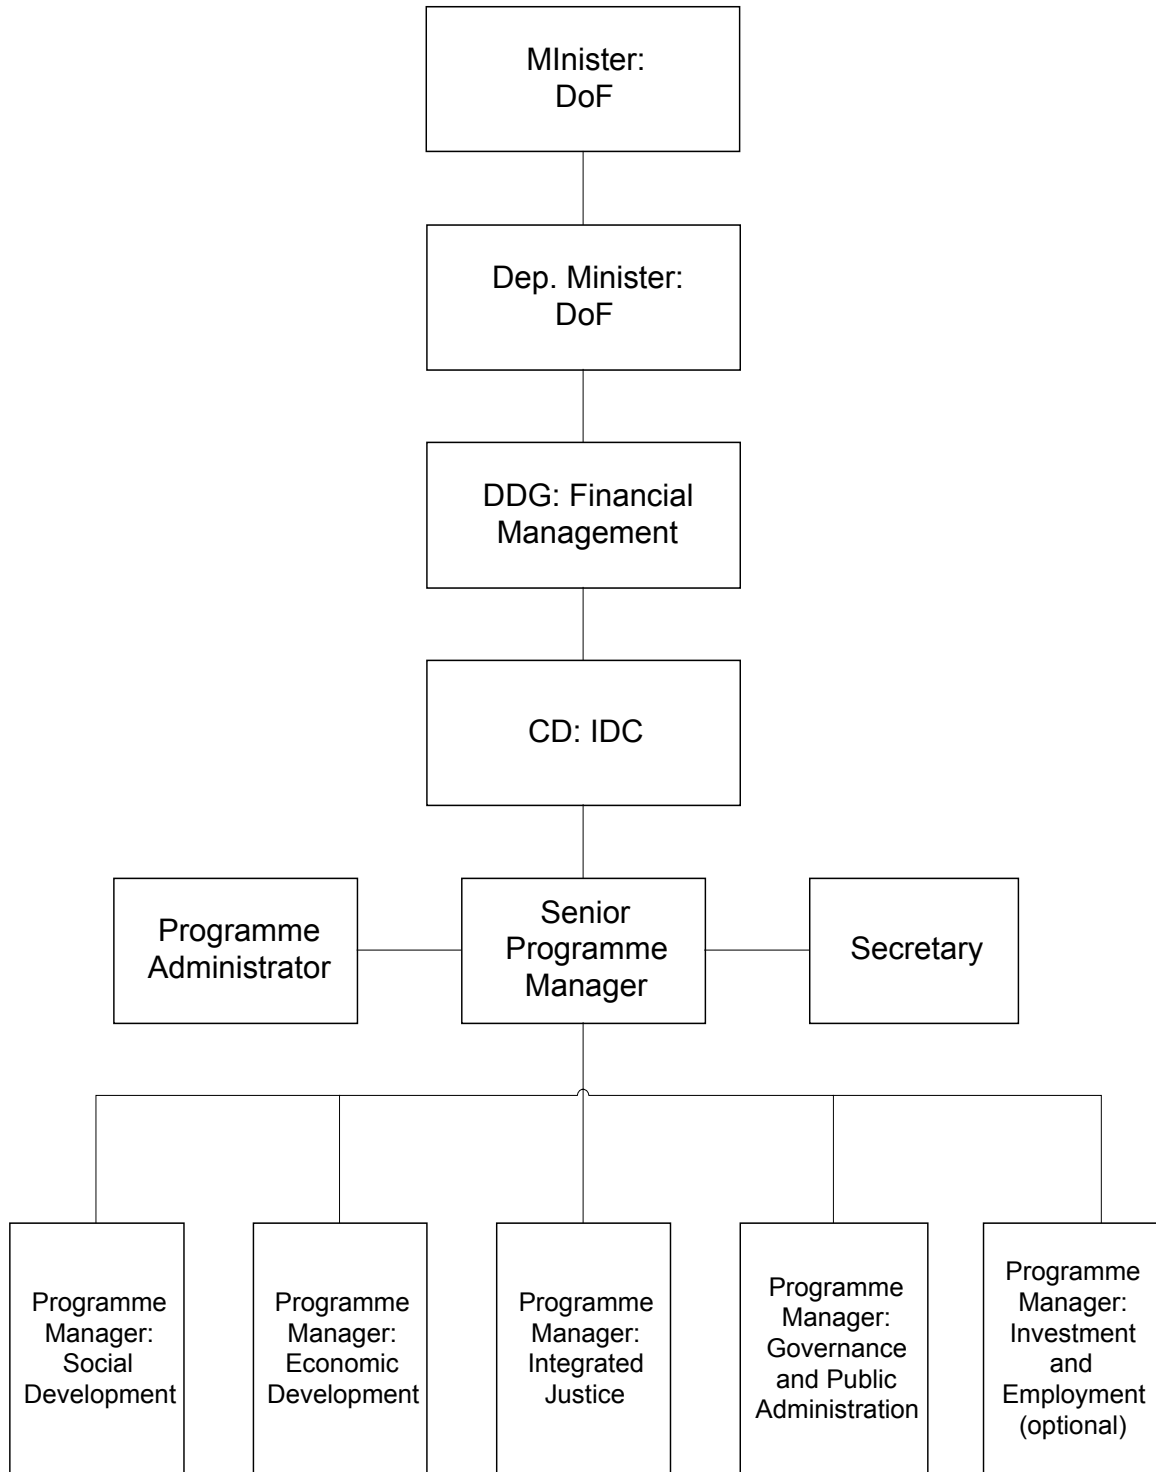 MInister:
DoF
Dep. Minister:
DoF
DDG: Financial
Management
CD: IDC
Programme
Administrator
Senior
Programme
Manager
Secretary
Programme
Manager:
Social
Development
Programme
Manager:
Economic
Development
Programme
Manager:
Integrated
Justice
Programme
Manager:
Governance
and Public
Administration
Programme
Manager:
Investment
and
Employment
(optional)